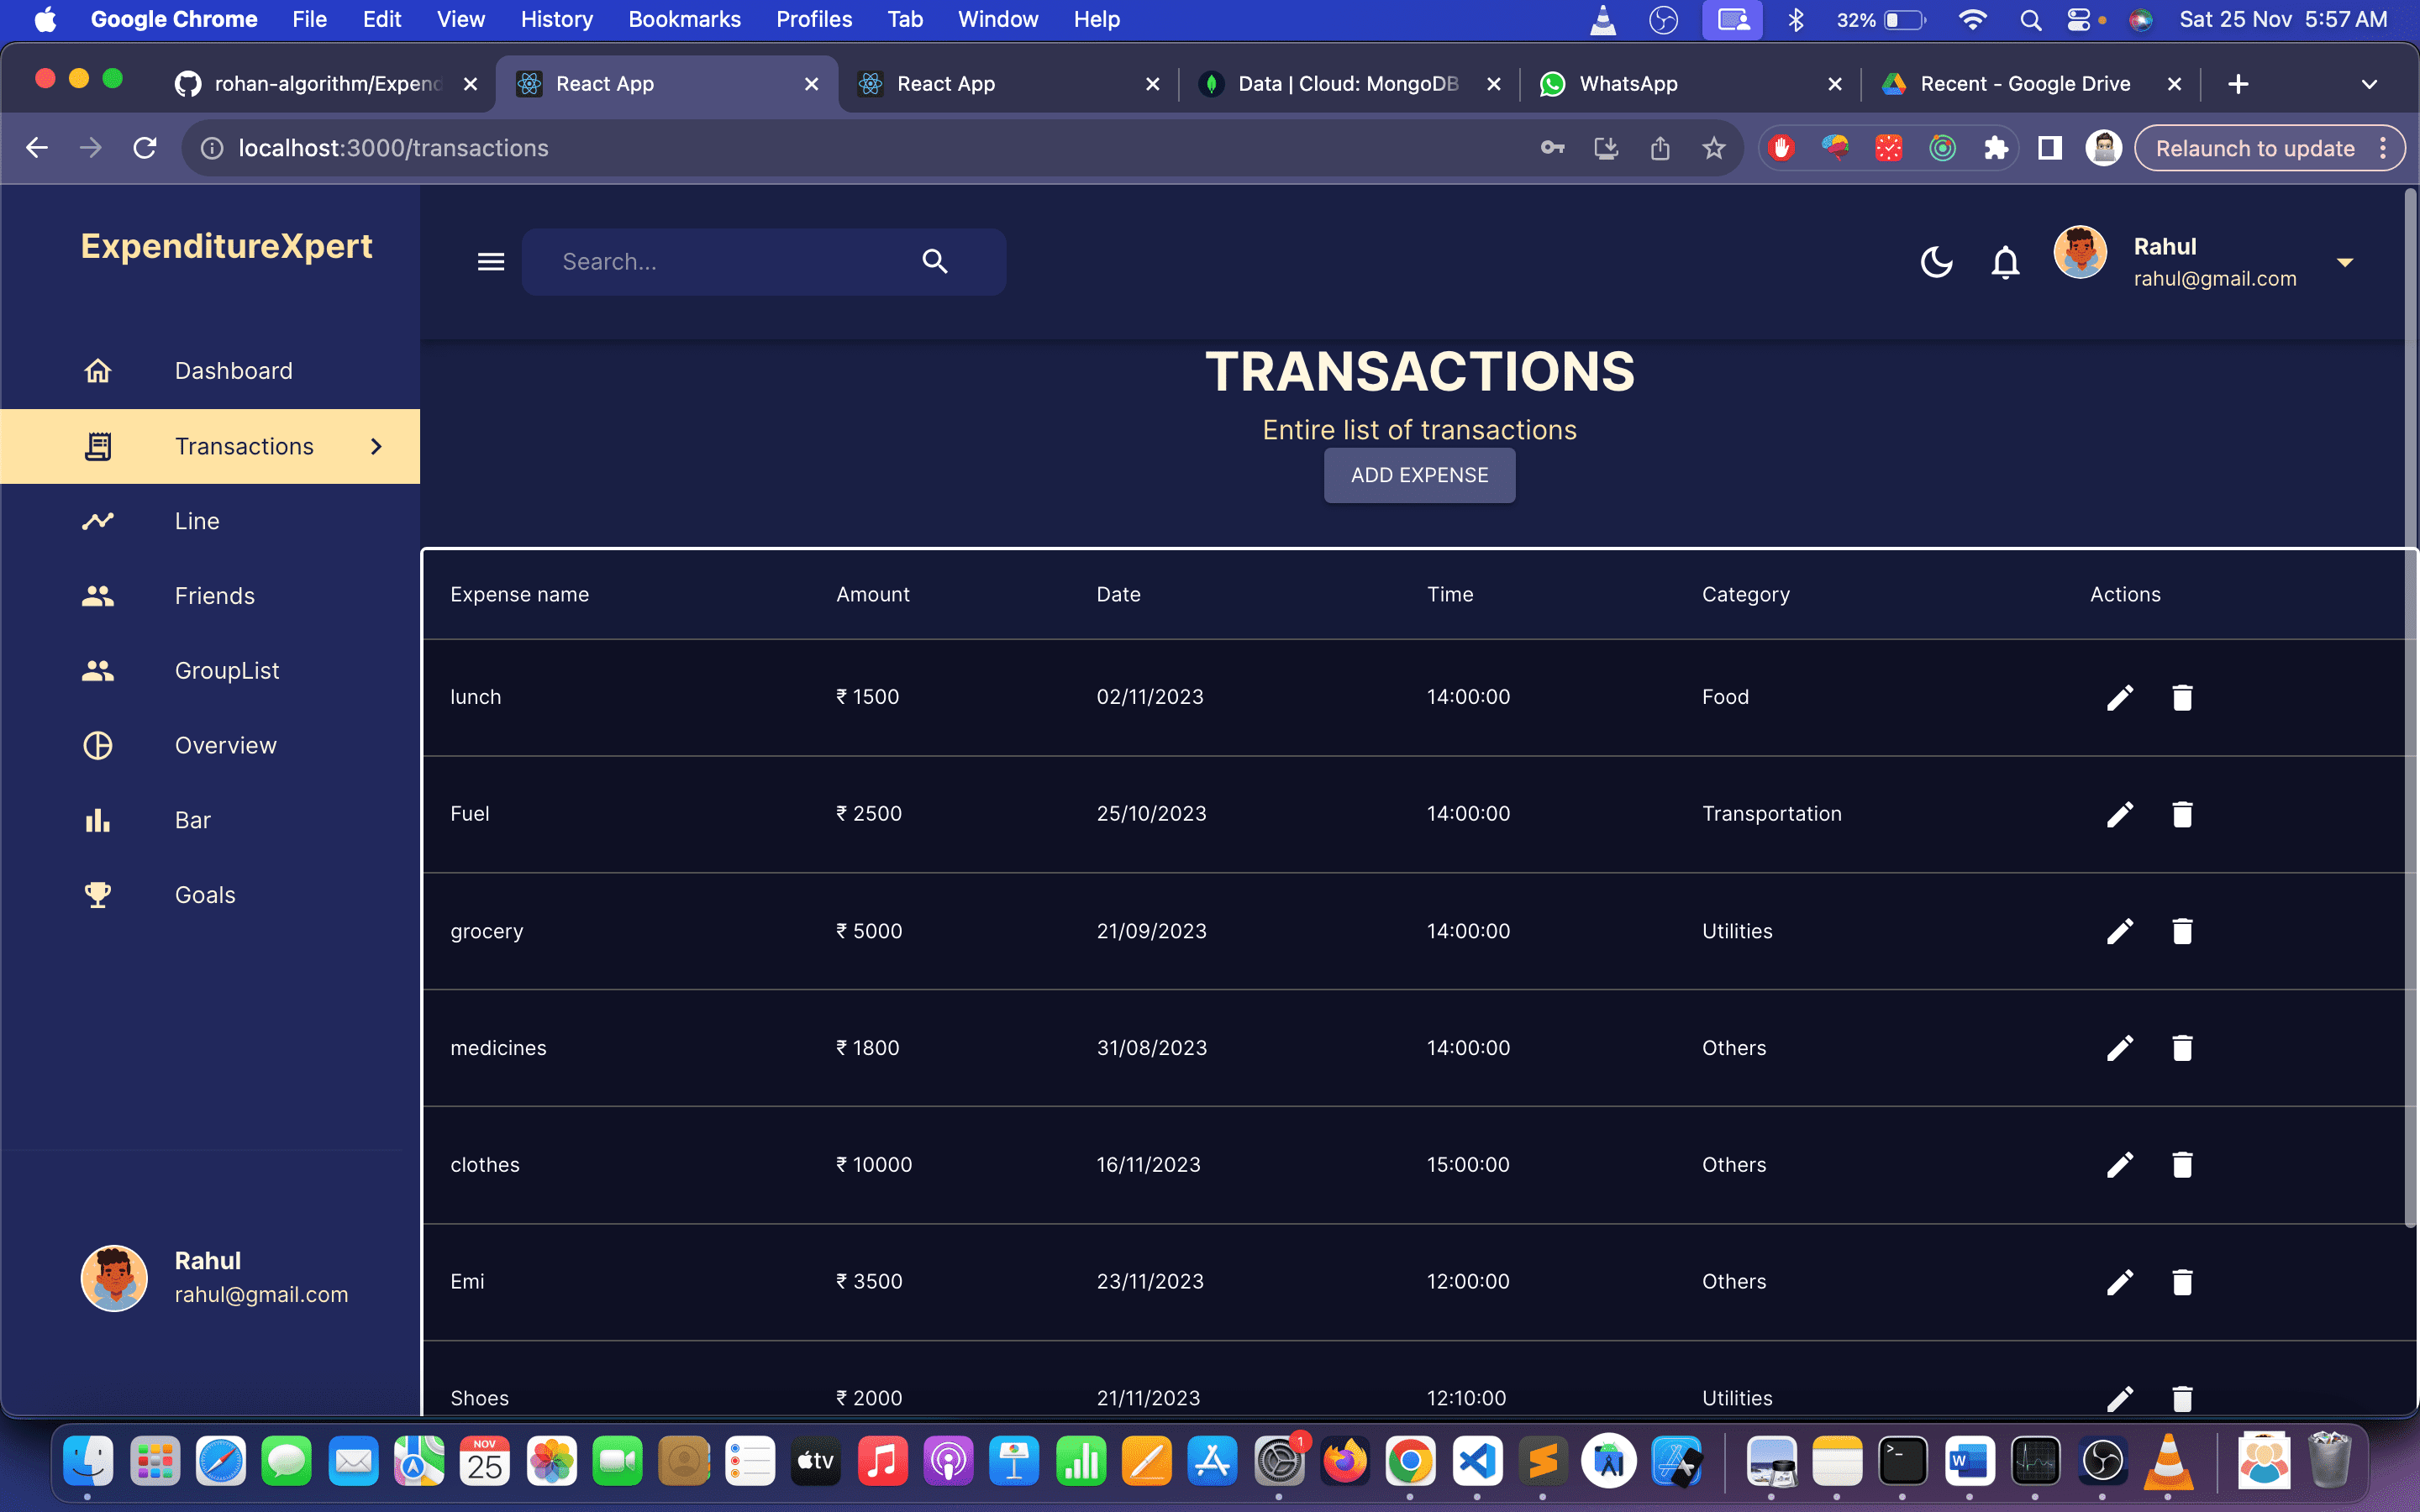 Google Chrome File Edit View History Bookmarks Profiles Tab Window Help 32% Sat 25 Nov 5:57 AM
rohan-algorithm/Expend React App React App Data | Cloud: MongoDB WhatsApp Recent - Google Drive
localhost:3000/transactions Relaunch to update
ExpenditureXpert
Search...
Rahul
rahul@gmail.com
Dashboard
Transactions
Line
Friends
GroupList
Overview
Bar
Goals
Rahul
rahul@gmail.com
TRANSACTIONS
Entire list of transactions
ADD EXPENSE
Expense name Amount Date Time Category Actions
lunch ₹ 1500 02/11/2023 14:00:00 Food
Fuel ₹ 2500 25/10/2023 14:00:00 Transportation
grocery ₹ 5000 21/09/2023 14:00:00 Utilities
medicines ₹ 1800 31/08/2023 14:00:00 Others
clothes ₹ 10000 16/11/2023 15:00:00 Others
Emi ₹ 3500 23/11/2023 12:00:00 Others
Shoes ₹ 2000 21/11/2023 12:10:00 Utilities
NOV
25
tv
1
W